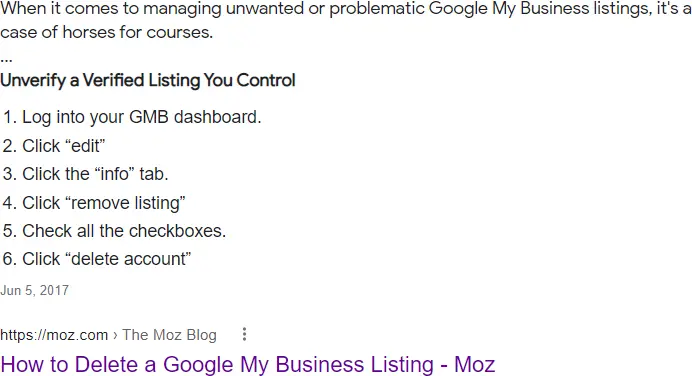 When it comes to managing unwanted or problematic Google My Business listings, it's a
case of horses for courses.
...
Unverify a Verified Listing You Control
1. Log into your GMB dashboard.
2. Click “edit”
3. Click the “info” tab.
4. Click “remove listing”
5. Check all the checkboxes.
6. Click “delete account”
Jun 5, 2017
https://moz.com › The Moz Blog
How to Delete a Google My Business Listing - Moz